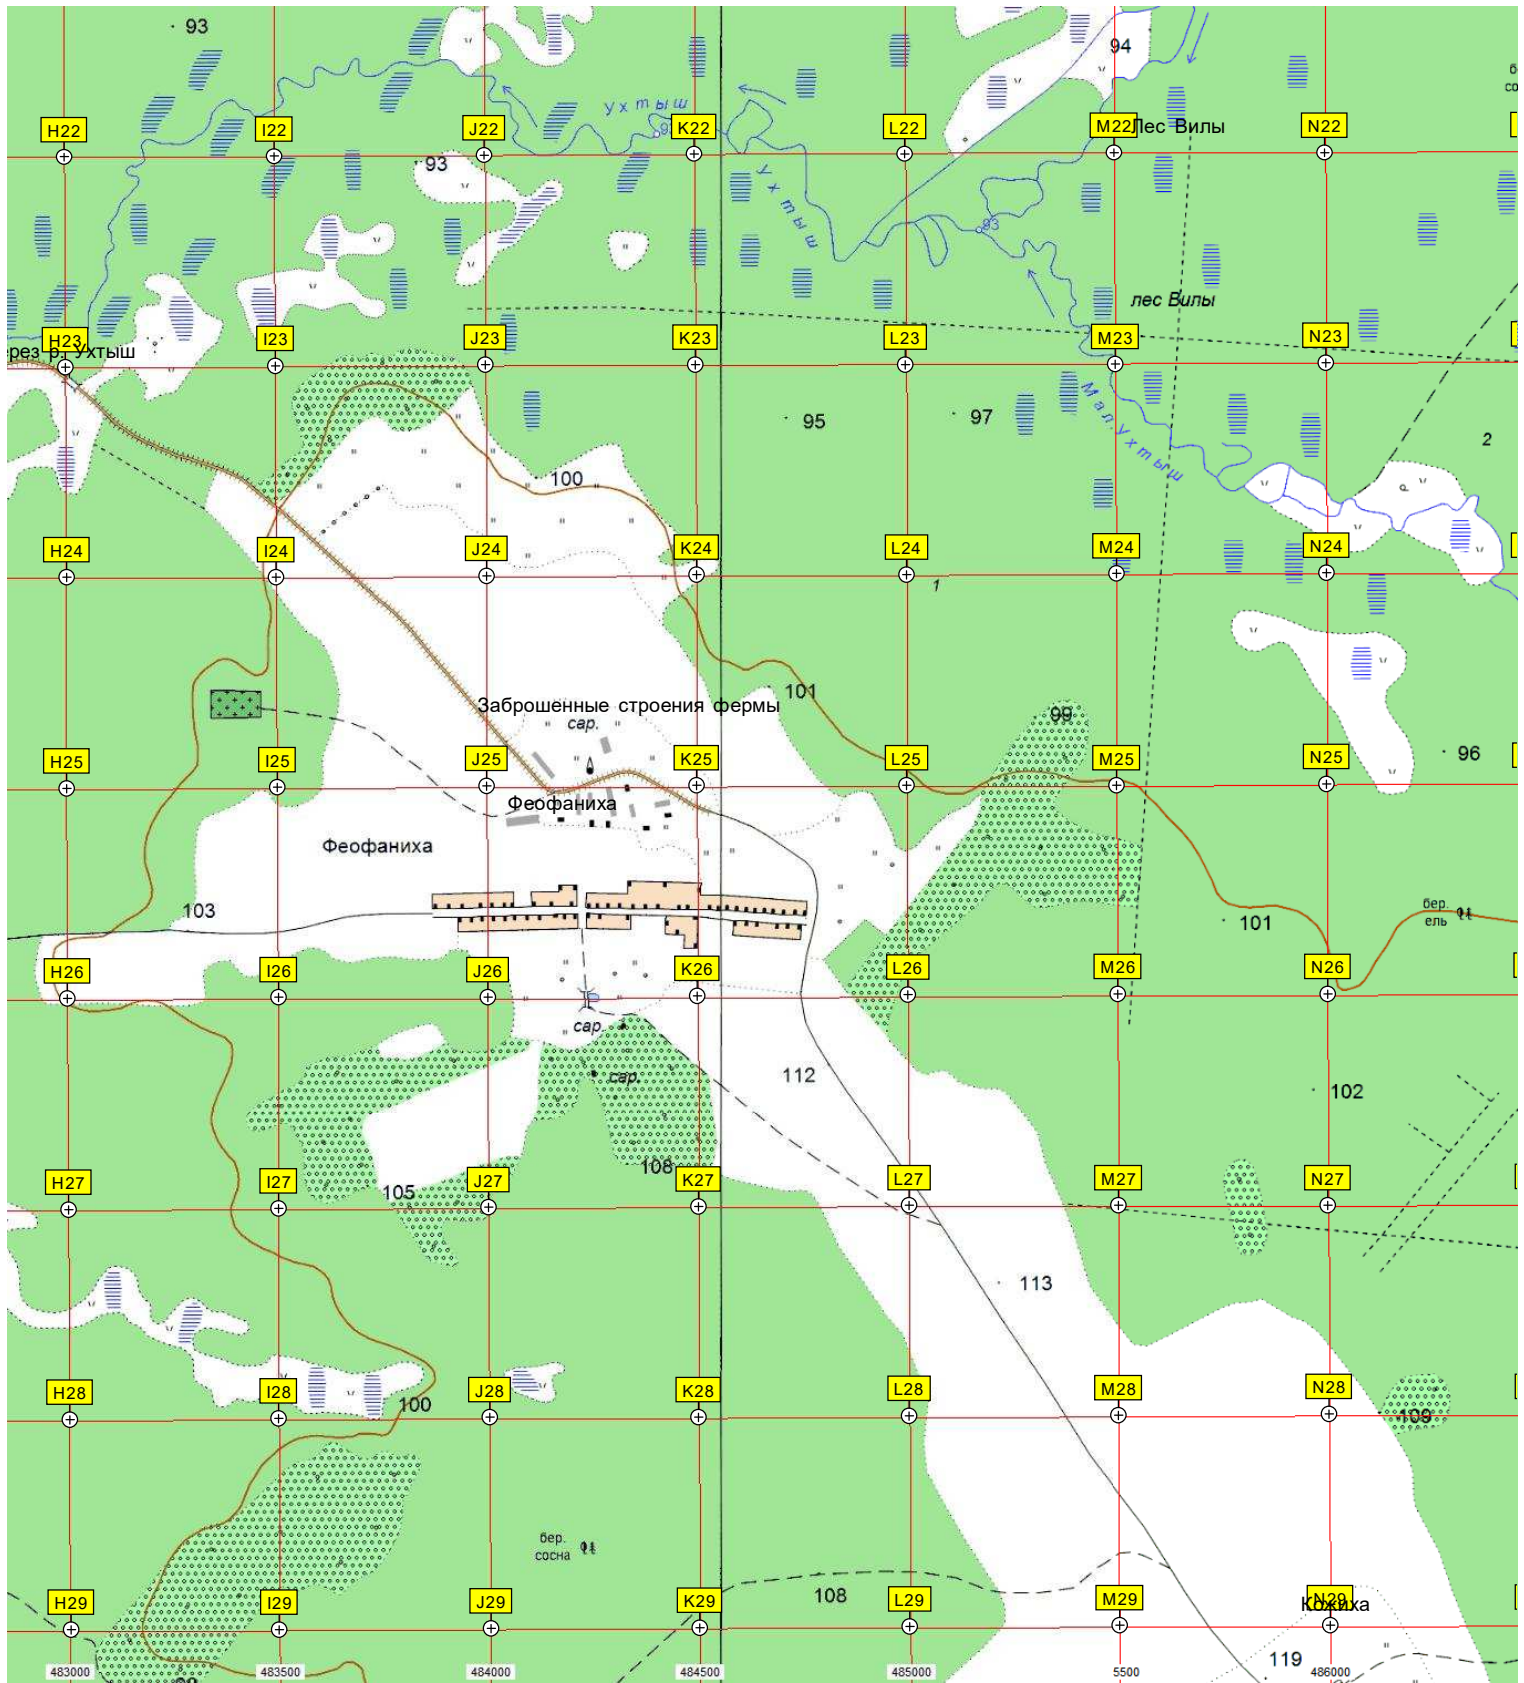 93
94
Ухтыш
H22 I22 J22 K22 L22 M22 Лес Вилы N22
93
Ухтыш
93
лес Вилы
H23 I23 J23 K23 L23 M23 N23
рез р. Ухтыш
95 97
Мал. Ухтыш
2
100
H24 I24 J24 K24 L24 M24 N24
1
101
Заброшенные строения фермы
99
сар.
H25 I25 J25 K25 L25 M25 N25
96
Феофаниха
Феофаниха
103
101
бер.
ель
H26 I26 J26 K26 L26 M26 N26
сар.
112
сар.
102
108
H27 I27 J27 K27 L27 M27 N27
105
113
H28 I28 J28 K28 L28 M28 N28
100
109
бер.
сосна
108
H29 I29 J29 K29 L29 M29 N29
Кожиха
119
483000 483500 484000 484500 485000 5500 486000